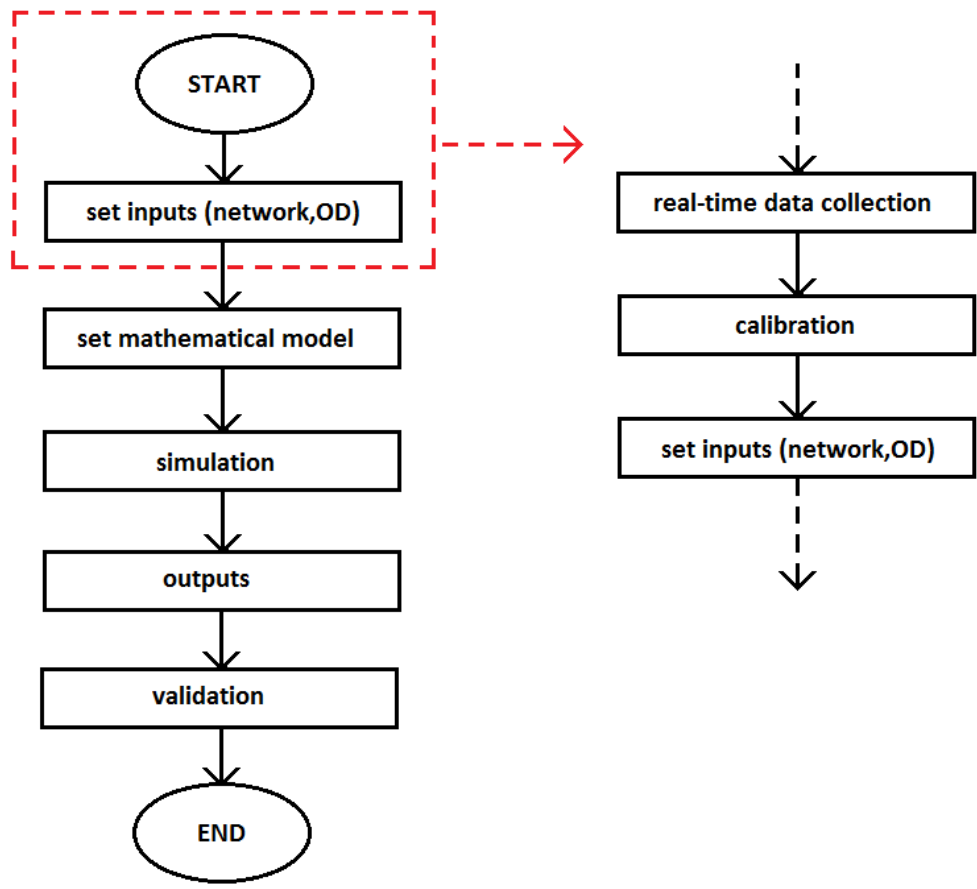 START
set inputs (network,OD)
set mathematical model
simulation
outputs
validation
END
real-time data collection
calibration
set inputs (network,OD)